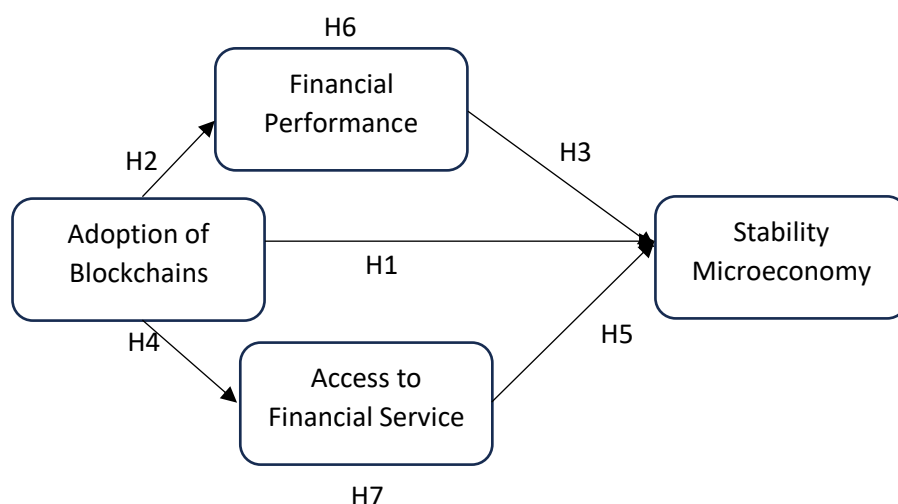 H6
Financial
Performance
H2
H3
Adoption of
Blockchains
H1
Stability
Microeconomy
H4
H5
Access to
Financial Service
H7